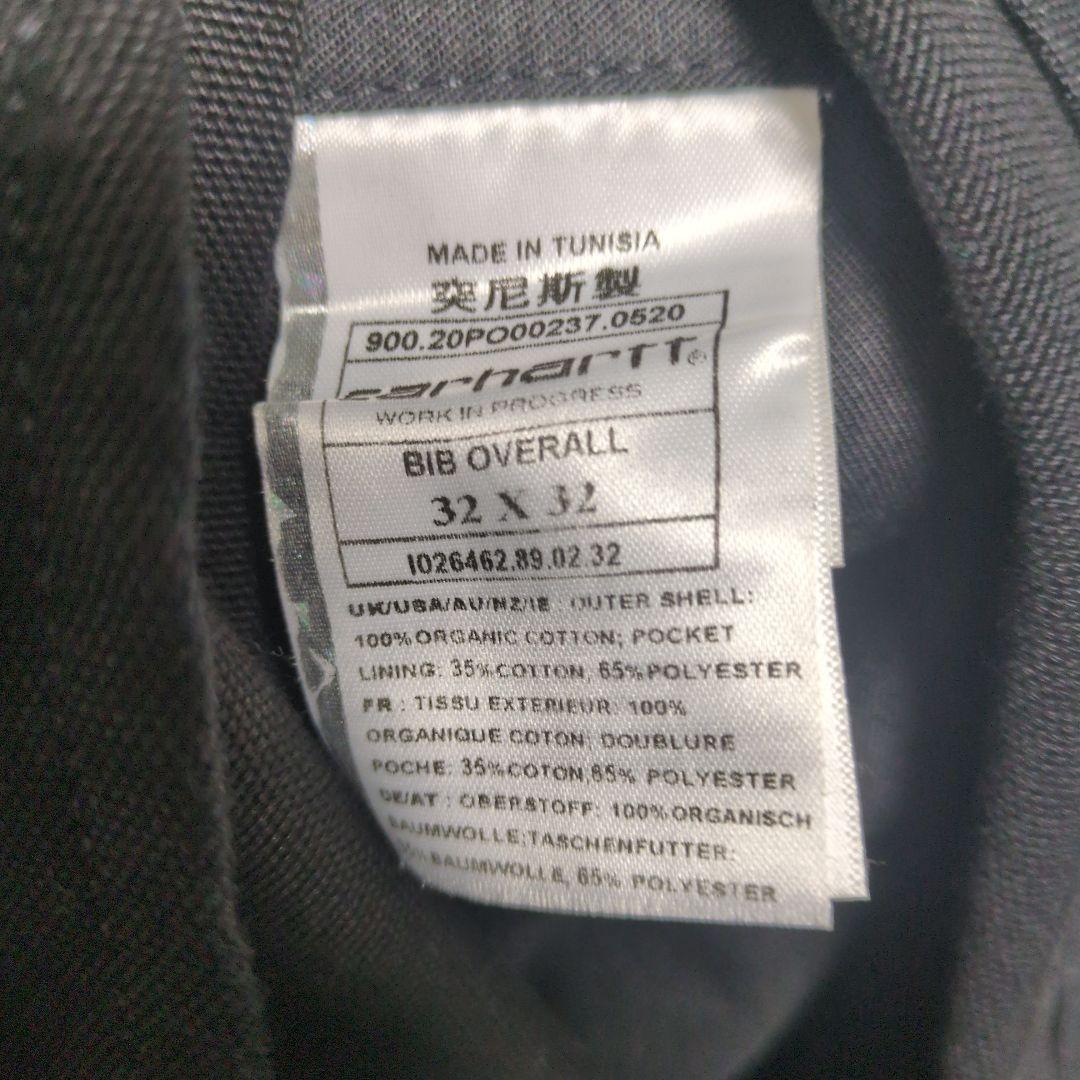 MADE IN TUNISIA
突尼斯製
900.20PO00237.0520
carhartt®
WORK IN PROGRESS
BIB OVERALL
32 X 32
I026462.89.02 32
UK/USA/AU/NZ/IE : OUTER SHELL:
100% ORGANIC COTTON; POCKET
LINING: 35% COTTON, 65% POLYESTER
FR : TISSU EXTERIEUR: 100%
ORGANIQUE COTON; DOUBLURE
POCHE: 35% COTON, 65% POLYESTER
DE/AT : OBERSTOFF: 100% ORGANISCH
BAUMWOLLE; TASCHENFUTTER:
BAUMWOLLE, 65% POLYESTER